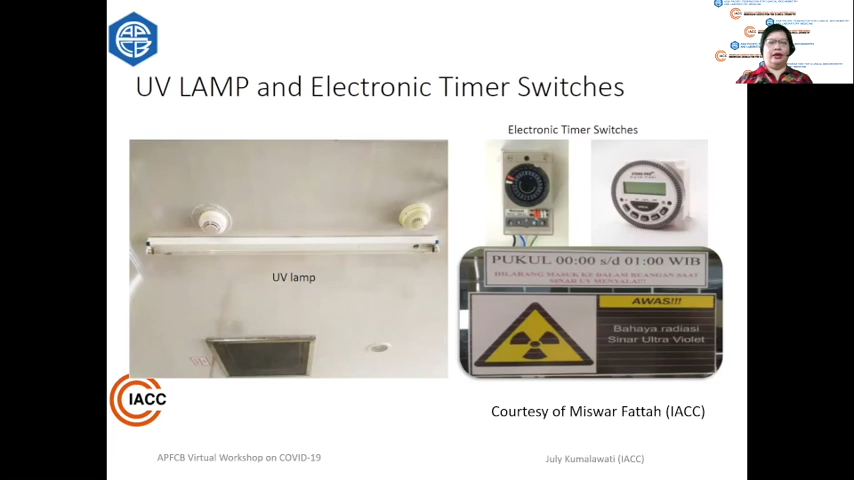 APFCB
UV LAMP and Electronic Timer Switches
Electronic Timer Switches
UV lamp
PUKUL 00:00 s/d 01:00 WIB
DILARANG MASUK KE DALAM RUANGAN SAAT
SINAR UV MENYALA!!!
AWAS!!!
Bahaya radiasi
Sinar Ultra Violet
IACC
Courtesy of Miswar Fattah (IACC)
APFCB Virtual Workshop on COVID-19
July Kumalawati (IACC)